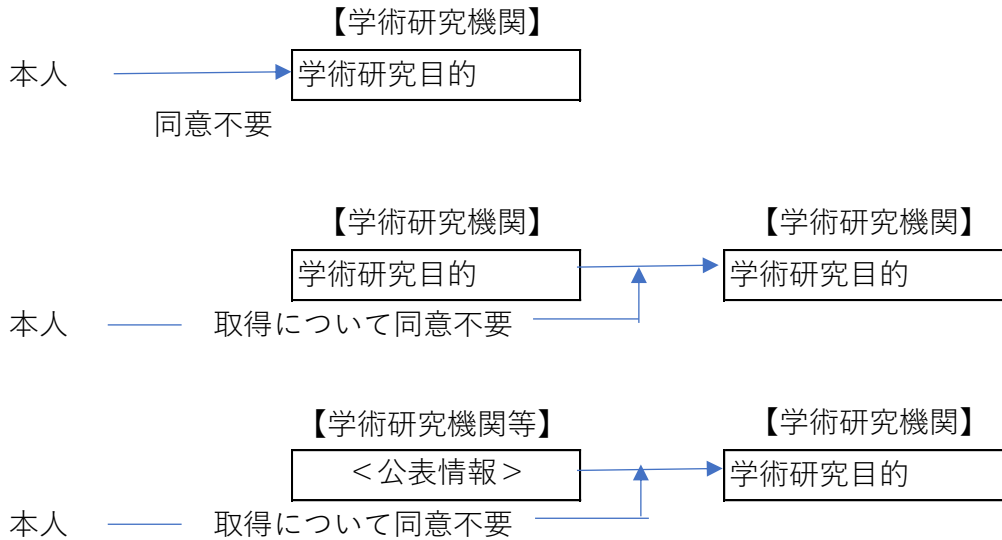 【学術研究機関】
本人 学術研究目的
同意不要
【学術研究機関】 【学術研究機関】
学術研究目的 学術研究目的
本人 取得について同意不要
【学術研究機関等】 【学術研究機関】
＜公表情報＞ 学術研究目的
本人 取得について同意不要